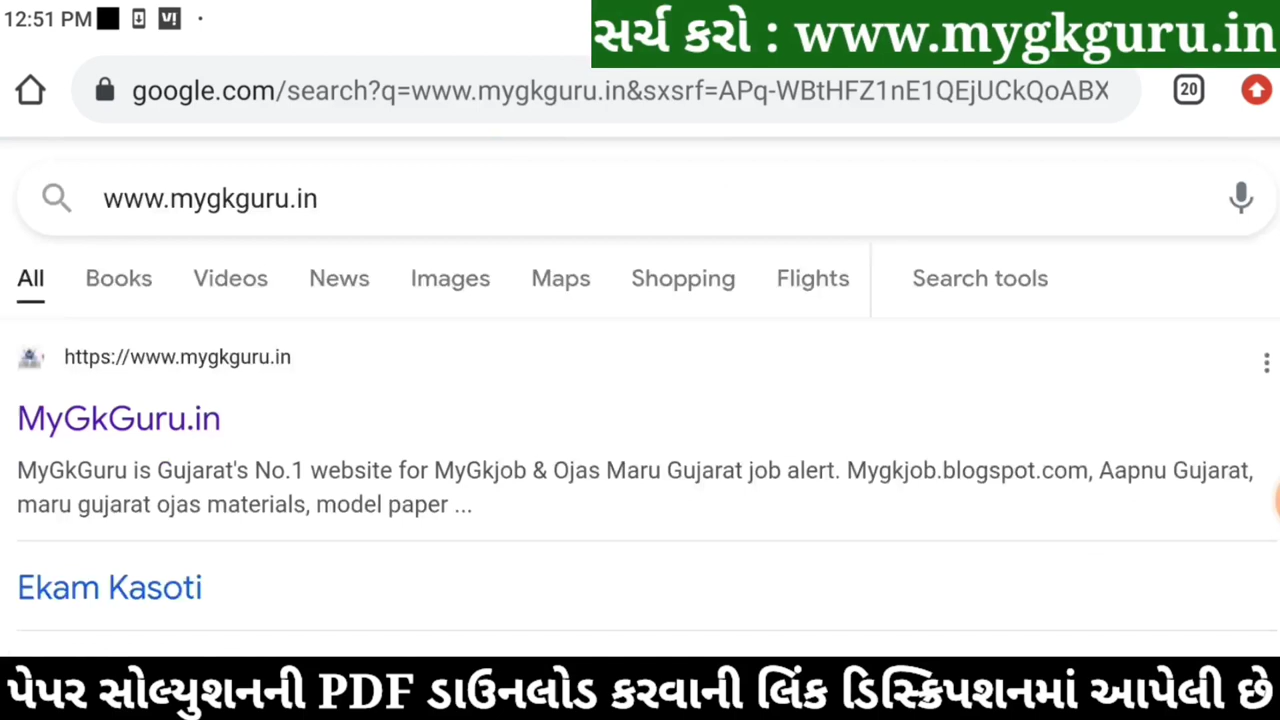 12:51 PM
સર્ચ કરો : www.mygkguru.in
google.com/search?q=www.mygkguru.in&sxsrf=APq-WBtHFZ1nE1QEjUCkQoABX
20
www.mygkguru.in
All Books Videos News Images Maps Shopping Flights Search tools
https://www.mygkguru.in
MyGkGuru.in
MyGkGuru is Gujarat's No.1 website for MyGkjob & Ojas Maru Gujarat job alert. Mygkjob.blogspot.com, Aapnu Gujarat,
maru gujarat ojas materials, model paper ...
Ekam Kasoti
પેપર સોલ્યુશનની PDF ડાઉનલોડ કરવાની લિંક ડિસ્ક્રિપશનમાં આપેલી છે